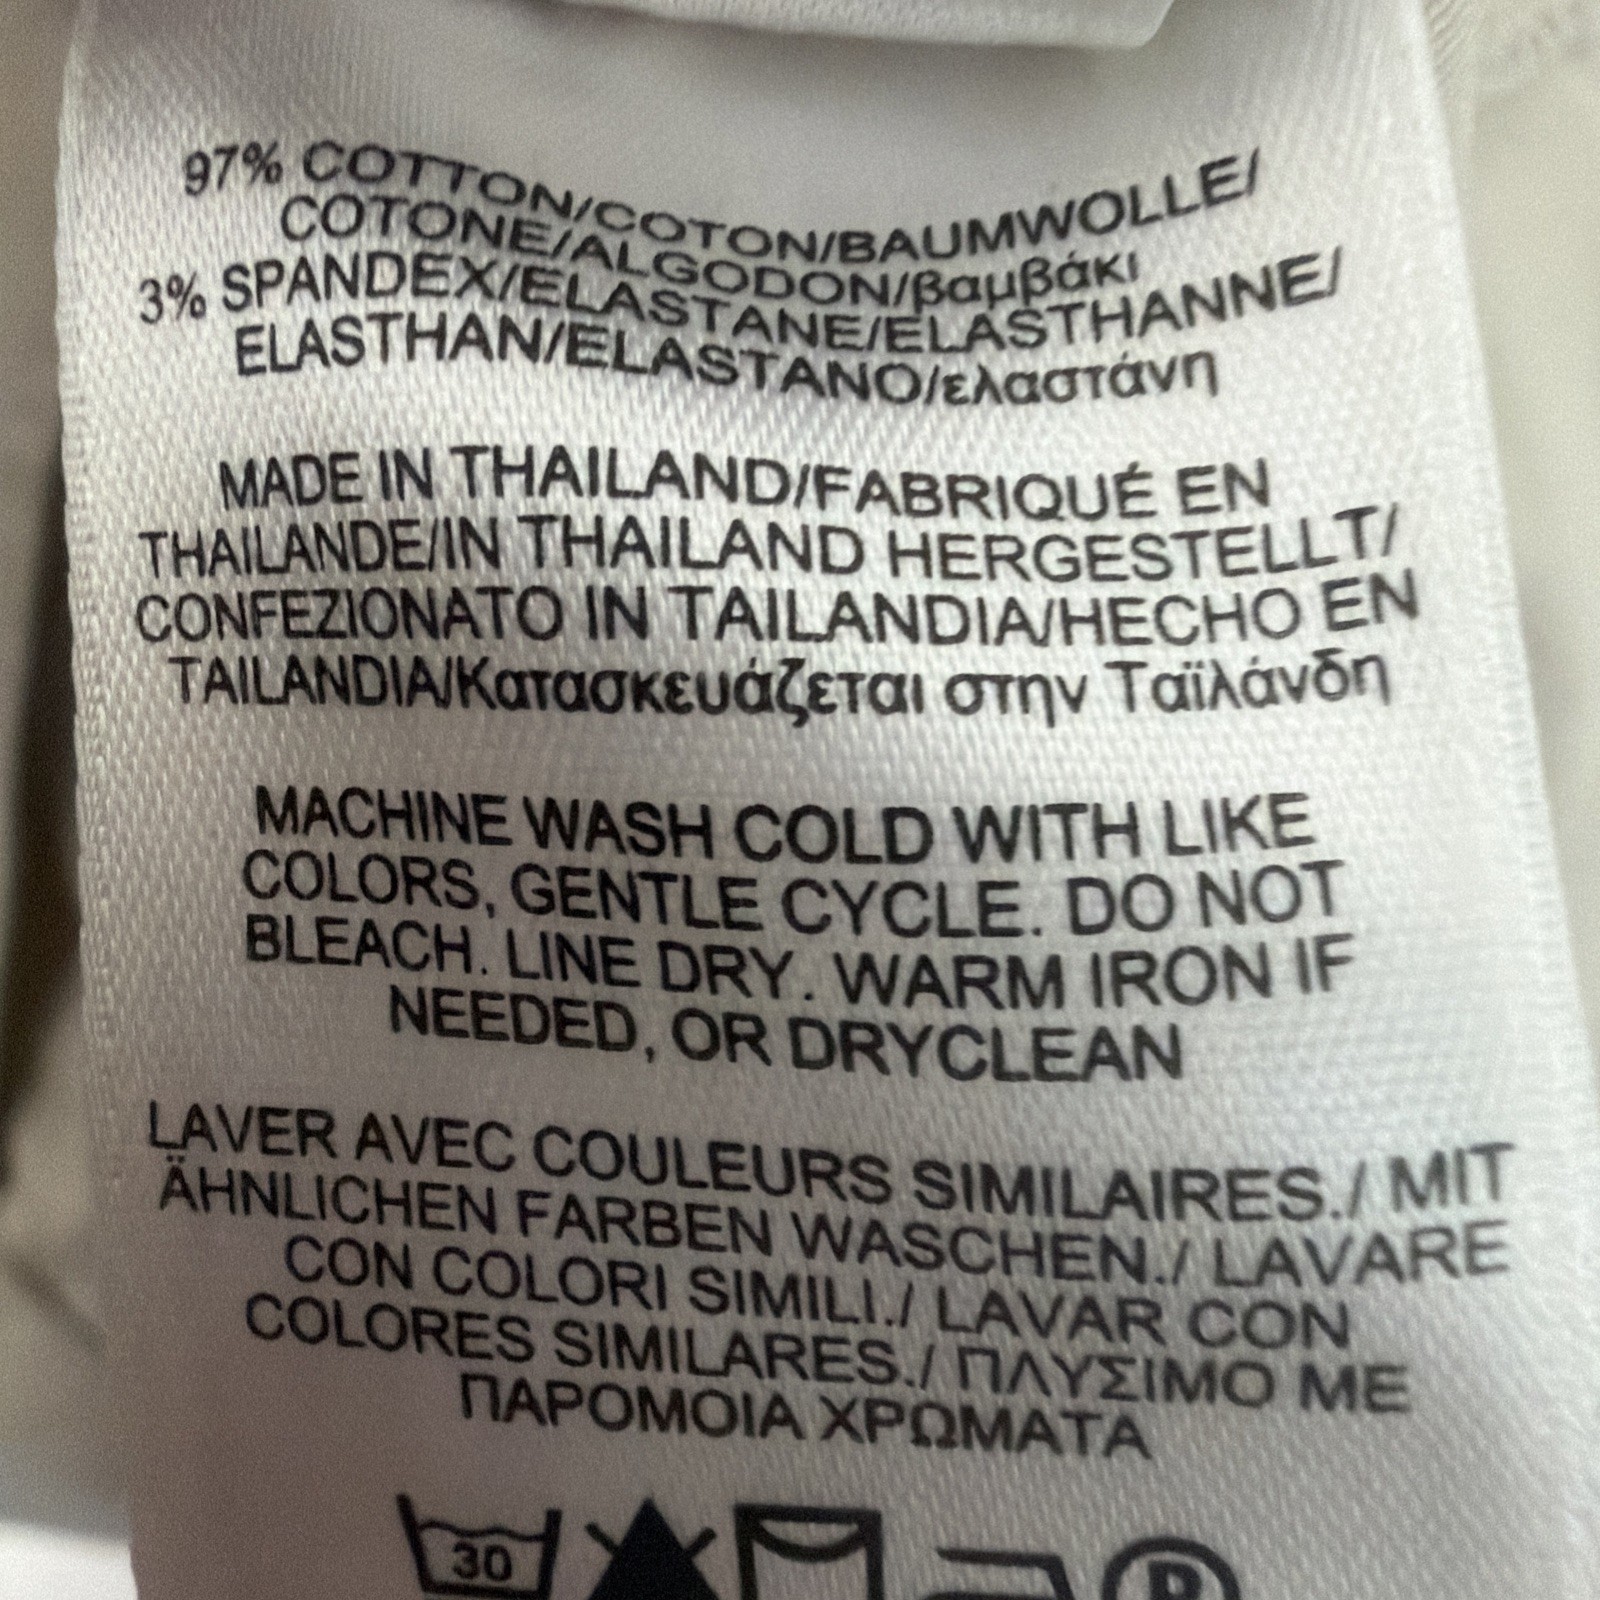 97% COTTON/COTON/BAUMWOLLE/
COTONE/ALGODON/βαμβάκι
3% SPANDEX/ELASTANE/ELASTHANNE/
ELASTHAN/ELASTANO/ελαστάνη
MADE IN THAILAND/FABRIQUÉ EN
THAILANDE/IN THAILAND HERGESTELLT/
CONFEZIONATO IN TAILANDIA/HECHO EN
TAILANDIA/Κατασκευάζεται στην Ταϊλάνδη
MACHINE WASH COLD WITH LIKE
COLORS, GENTLE CYCLE. DO NOT
BLEACH. LINE DRY. WARM IRON IF
NEEDED, OR DRYCLEAN
LAVER AVEC COULEURS SIMILAIRES./ MIT
ÄHNLICHEN FARBEN WASCHEN./ LAVARE
CON COLORI SIMILI./ LAVAR CON
COLORES SIMILARES./ ΠΛΥΣΙΜΟ ΜΕ
ΠΑΡΟΜΟΙΑ ΧΡΩΜΑΤΑ
30 P